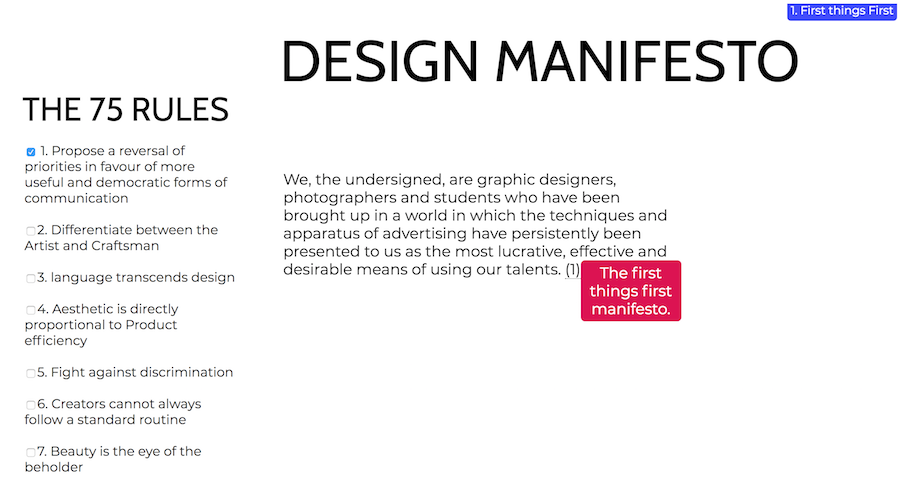 1. First things First
DESIGN MANIFESTO
THE 75 RULES
1. Propose a reversal of
priorities in favour of more
useful and democratic forms of
communication
2. Differentiate between the
Artist and Craftsman
3. language transcends design
4. Aesthetic is directly
proportional to Product
efficiency
5. Fight against discrimination
6. Creators cannot always
follow a standard routine
7. Beauty is the eye of the
beholder
We, the undersigned, are graphic designers,
photographers and students who have been
brought up in a world in which the techniques and
apparatus of advertising have persistently been
presented to us as the most lucrative, effective and
desirable means of using our talents. (1)
The first
things first
manifesto.